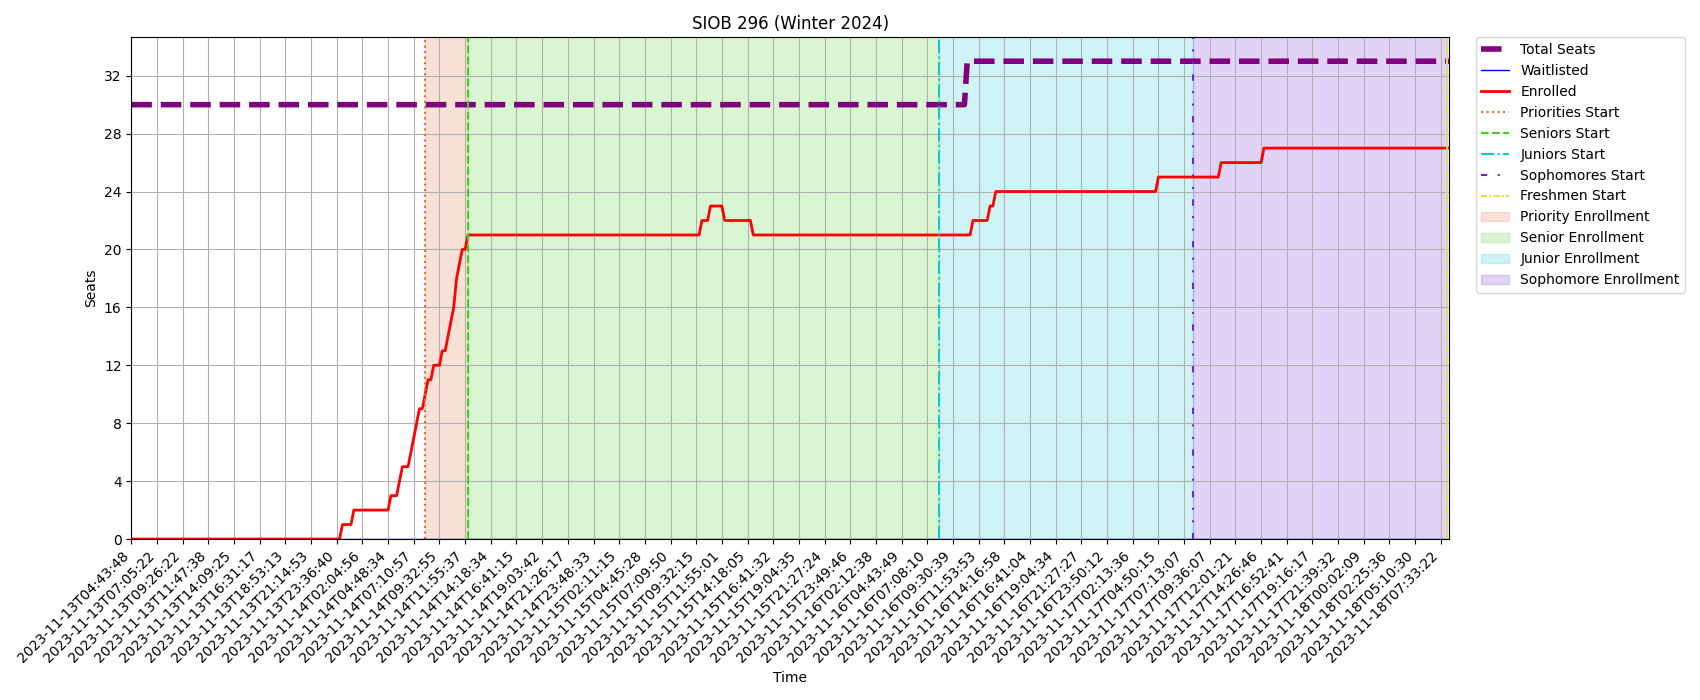 SIOB 296 (Winter 2024)
Seats
32
28
24
20
16
12
8
4
0
2023-11-13T04:43:48
2023-11-13T07:05:22
2023-11-13T09:26:22
2023-11-13T11:47:38
2023-11-13T14:09:25
2023-11-13T16:31:17
2023-11-13T18:53:13
2023-11-13T21:14:53
2023-11-13T23:36:40
2023-11-14T02:04:56
2023-11-14T04:48:34
2023-11-14T07:10:57
2023-11-14T09:32:55
2023-11-14T11:55:37
2023-11-14T14:18:34
2023-11-14T16:41:15
2023-11-14T19:03:42
2023-11-14T21:26:17
2023-11-14T23:48:33
2023-11-15T02:11:15
2023-11-15T04:45:28
2023-11-15T07:09:50
2023-11-15T09:32:15
2023-11-15T11:55:01
2023-11-15T14:18:05
2023-11-15T16:41:32
2023-11-15T19:04:35
2023-11-15T21:27:24
2023-11-15T23:49:46
2023-11-16T02:12:38
2023-11-16T04:43:49
2023-11-16T07:08:10
2023-11-16T09:30:39
2023-11-16T11:53:53
2023-11-16T14:16:58
2023-11-16T16:41:04
2023-11-16T19:04:34
2023-11-16T21:27:27
2023-11-16T23:50:12
2023-11-17T02:13:36
2023-11-17T04:50:15
2023-11-17T07:13:07
2023-11-17T09:36:07
2023-11-17T12:01:21
2023-11-17T14:26:46
2023-11-17T16:52:41
2023-11-17T19:16:17
2023-11-17T21:39:32
2023-11-18T00:02:09
2023-11-18T02:25:36
2023-11-18T05:10:30
2023-11-18T07:33:22
Time
Total Seats
Waitlisted
Enrolled
Priorities Start
Seniors Start
Juniors Start
Sophomores Start
Freshmen Start
Priority Enrollment
Senior Enrollment
Junior Enrollment
Sophomore Enrollment